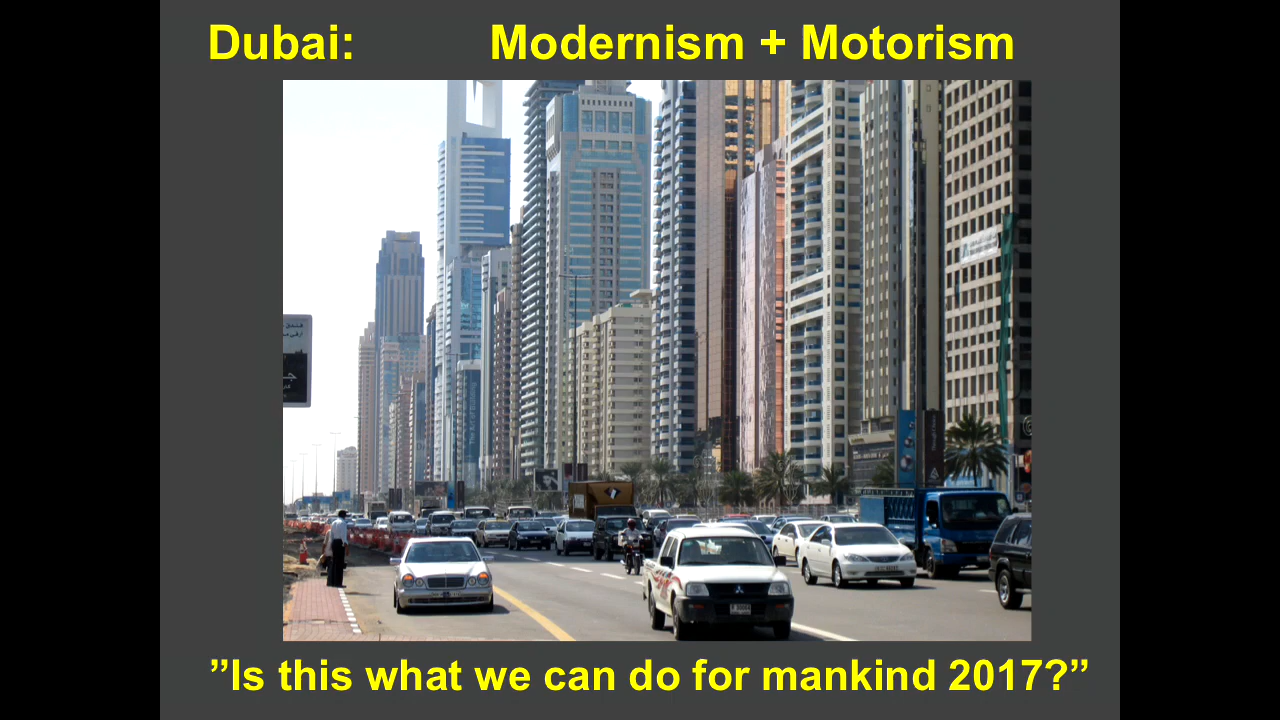 Dubai: Modernism + Motorism
”Is this what we can do for mankind 2017?”